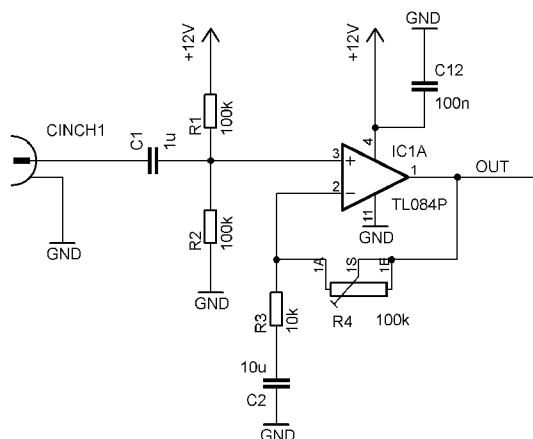 GND
+12V
+12V
C12
100n
CINCH1
C1
1u
R1
100k
4
IC1A
3
+
1
OUT
2
−
TL084P
11
GND
GND
R2
100k
GND
1A
1S
1E
R3
10k
R4
100k
10u
C2
GND